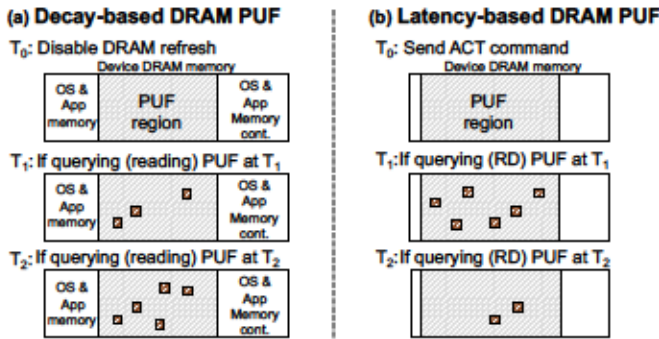 (a) Decay-based DRAM PUF
T0: Disable DRAM refresh
Device DRAM memory
OS &
App
memory
PUF
region
OS &
App
Memory
cont.
T1: If querying (reading) PUF at T1
OS &
App
memory
OS &
App
Memory
cont.
T2: If querying (reading) PUF at T2
OS &
App
memory
OS &
App
Memory
cont.
(b) Latency-based DRAM PUF
T0: Send ACT command
Device DRAM memory
PUF
region
T1:If querying (RD) PUF at T1
T2:If querying (RD) PUF at T2